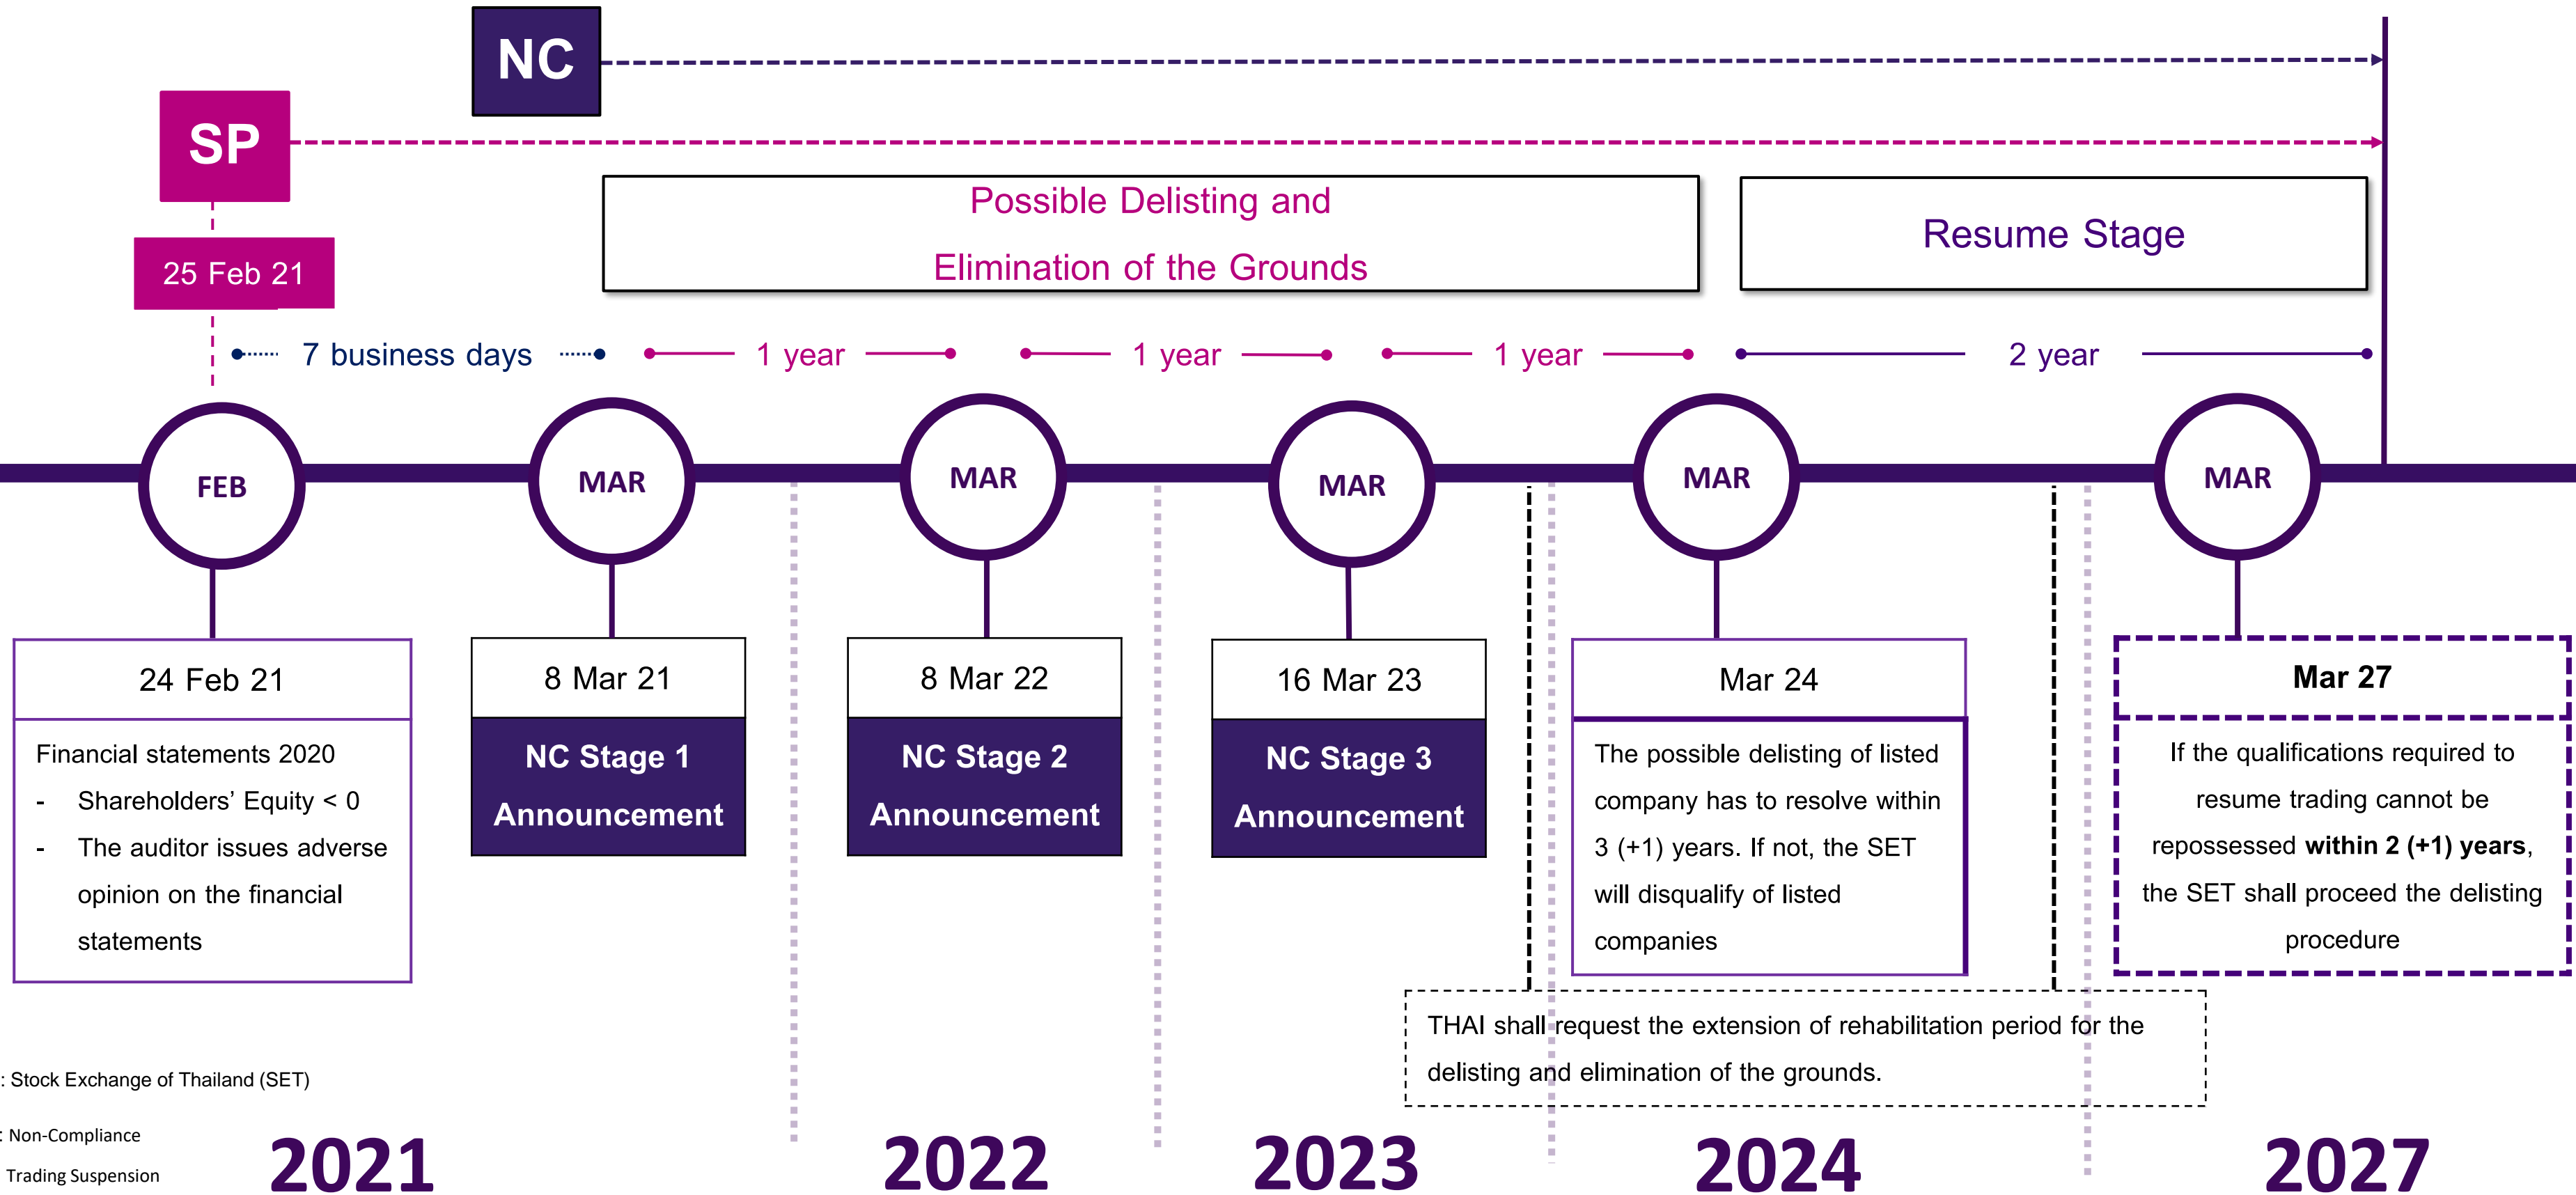 NC
SP
Possible Delisting and
Elimination of the Grounds
Resume Stage
25 Feb 21
7 business days
1 year
1 year
1 year
2 year
FEB
MAR
MAR
MAR
MAR
MAR
24 Feb 21
Financial statements 2020
- Shareholders’ Equity < 0
- The auditor issues adverse
opinion on the financial
statements
8 Mar 21
NC Stage 1
Announcement
8 Mar 22
NC Stage 2
Announcement
16 Mar 23
NC Stage 3
Announcement
Mar 24
The possible delisting of listed
company has to resolve within
3 (+1) years. If not, the SET
will disqualify of listed
companies
Mar 27
If the qualifications required to
resume trading cannot be
repossessed within 2 (+1) years,
the SET shall proceed the delisting
procedure
THAI shall request the extension of rehabilitation period for the
delisting and elimination of the grounds.
: Stock Exchange of Thailand (SET)
: Non-Compliance
Trading Suspension
2021
2022
2023
2024
2027